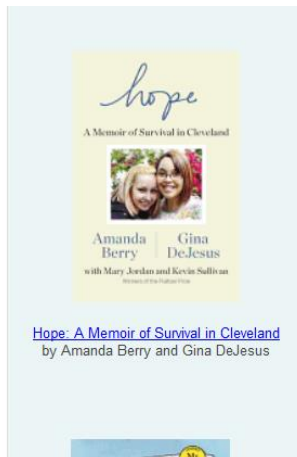 hope
A Memoir of Survival in Cleveland
Amanda Gina
Berry DeJesus
with Mary Jordan and Kevin Sullivan
Winners of the Pulitzer Prize
Hope: A Memoir of Survival in Cleveland
by Amanda Berry and Gina DeJesus
My